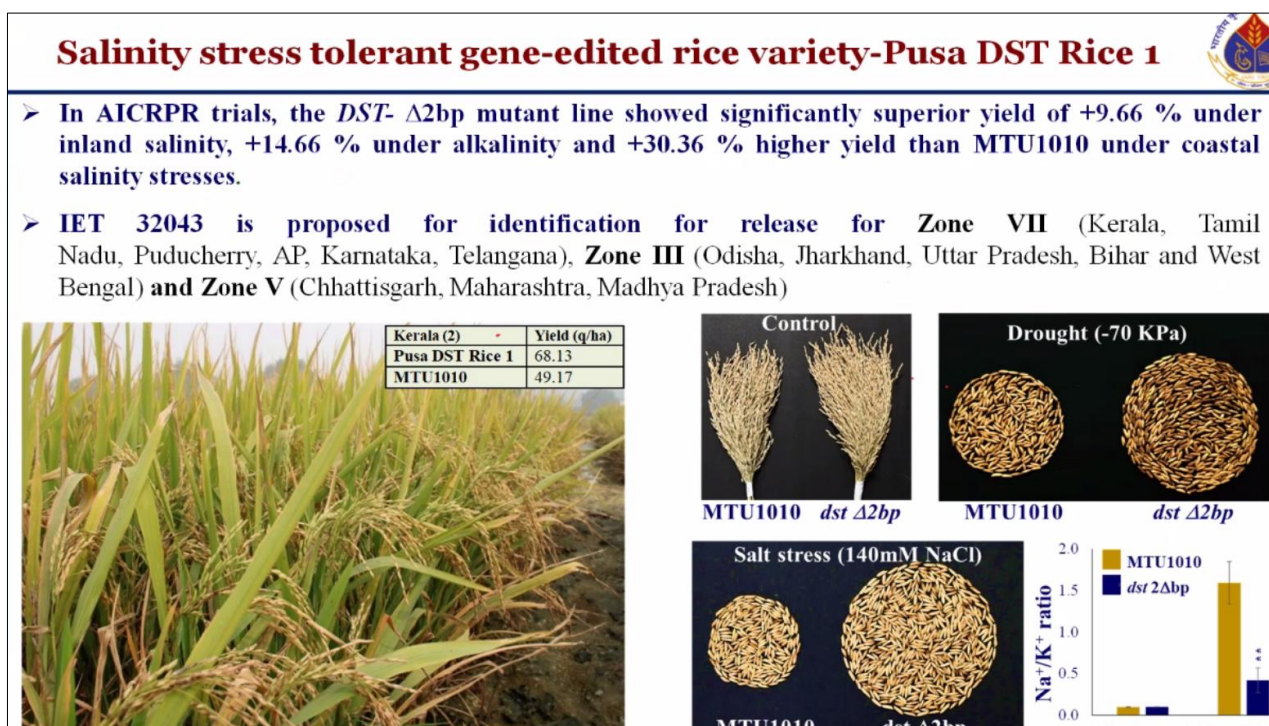 Salinity stress tolerant gene-edited rice variety-Pusa DST Rice 1
➢ In AICRPR trials, the DST- Δ2bp mutant line showed significantly superior yield of +9.66 % under
inland salinity, +14.66 % under alkalinity and +30.36 % higher yield than MTU1010 under coastal
salinity stresses.
➢ IET 32043 is proposed for identification for release for Zone VII (Kerala, Tamil
Nadu, Puducherry, AP, Karnataka, Telangana), Zone III (Odisha, Jharkhand, Uttar Pradesh, Bihar and West
Bengal) and Zone V (Chhattisgarh, Maharashtra, Madhya Pradesh)
Kerala (2) Yield (q/ha)
Pusa DST Rice 1 68.13
MTU1010 49.17
Control
MTU1010 dst Δ2bp
Drought (-70 KPa)
MTU1010 dst Δ2bp
Salt stress (140mM NaCl)
MTU1010 dst Δ2bp
Na⁺/K⁺ ratio
2.0
1.5
1.0
0.5
0.0
MTU1010
dst 2Δbp
**